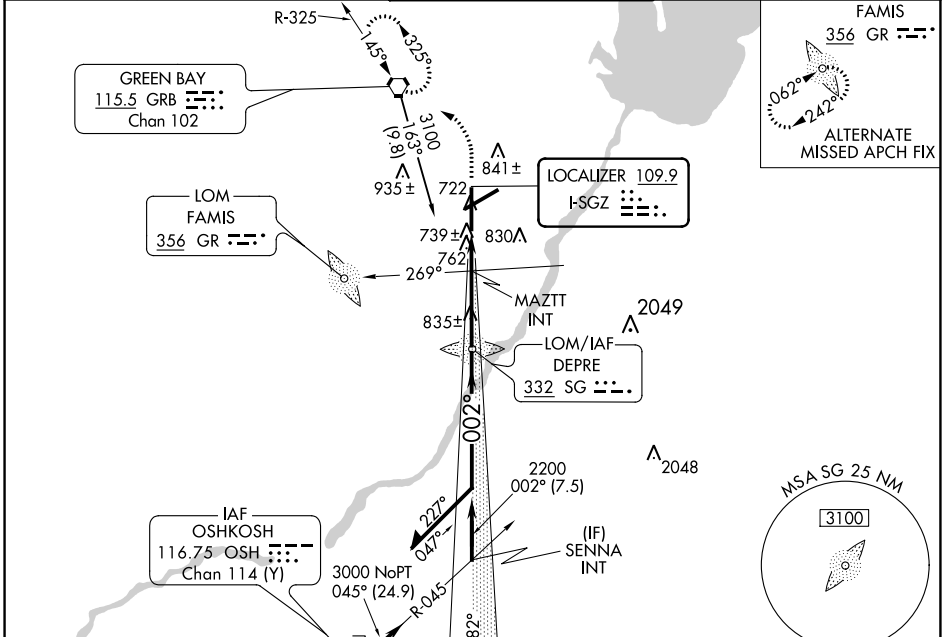 R-325
145°
325°
FAMIS
356 GR
062°
242°
ALTERNATE
MISSED APCH FIX
GREEN BAY
115.5 GRB
Chan 102
3100
163°
(9.8)
935±
841±
722
LOCALIZER 109.9
I-SGZ
LOM
FAMIS
356 GR
739±
830
762
269°
MAZTT
INT
2049
835±
LOM/IAF
DEPRE
332 SG
002°
2048
2200
002° (7.5)
227°
047°
(IF)
SENNA
INT
MSA SG 25 NM
3100
IAF
OSHKOSH
116.75 OSH
Chan 114 (Y)
3000 NoPT
045° (24.9)
R-045
82°